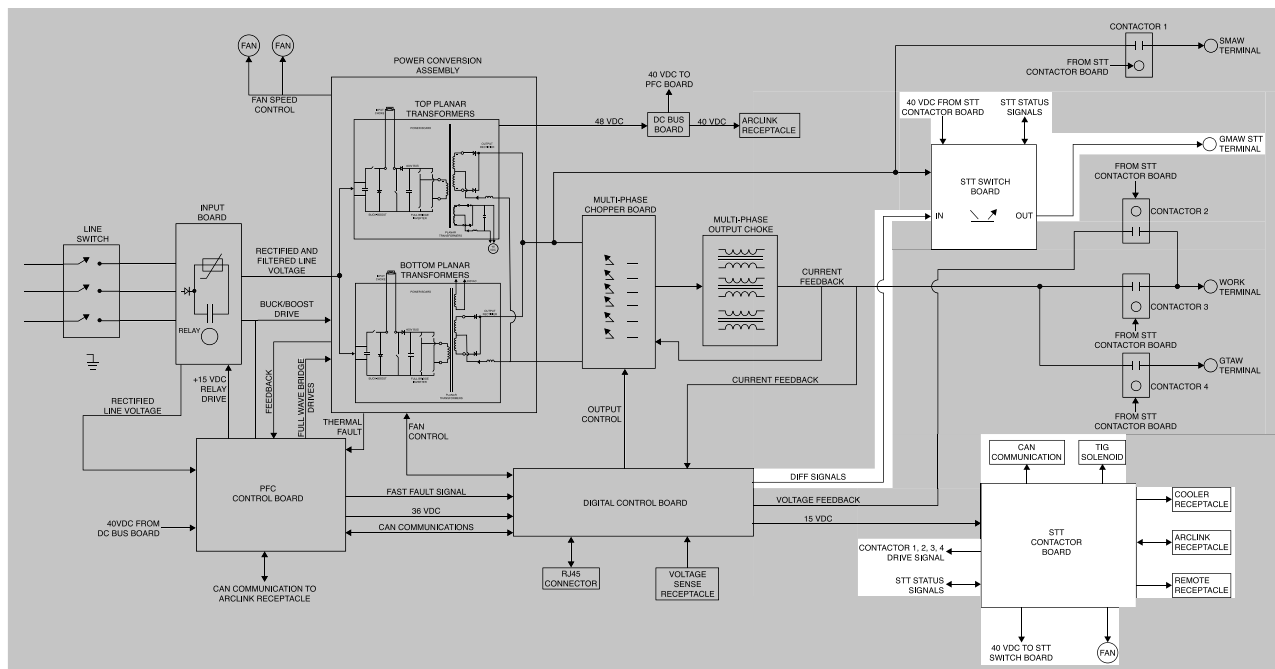 CONTACTOR 1
SMAW
TERMINAL
FROM STT
CONTACTOR BOARD
FAN
FAN
FAN SPEED
CONTROL
POWER CONVERSION
ASSEMBLY
TOP PLANAR
TRANSFORMERS
40 VDC TO
PFC BOARD
48 VDC
DC BUS
BOARD
40 VDC
ARCLINK
RECEPTACLE
40 VDC FROM STT
CONTACTOR BOARD
STT STATUS
SIGNALS
GMAW STT
TERMINAL
STT SWITCH
BOARD
IN
OUT
FROM STT
CONTACTOR BOARD
CONTACTOR 2
LINE
SWITCH
INPUT
BOARD
RELAY
RECTIFIED AND
FILTERED LINE
VOLTAGE
BUCK/BOOST
DRIVE
PLANAR
TRANSFORMERS
BOTTOM PLANAR
TRANSFORMERS
PLANAR
TRANSFORMERS
MULTI-PHASE
CHOPPER BOARD
MULTI-PHASE
OUTPUT CHOKE
CURRENT
FEEDBACK
WORK
TERMINAL
CONTACTOR 3
FROM STT
CONTACTOR BOARD
GTAW
TERMINAL
CONTACTOR 4
FROM STT
CONTACTOR BOARD
CURRENT FEEDBACK
RECTIFIED
LINE VOLTAGE
+15 VDC
RELAY
DRIVE
FEEDBACK
FULL WAVE BRIDGE
DRIVES
THERMAL
FAULT
FAN
CONTROL
OUTPUT
CONTROL
PFC
CONTROL BOARD
40VDC FROM
DC BUS BOARD
FAST FAULT SIGNAL
36 VDC
CAN COMMUNICATIONS
CAN COMMUNICATION TO
ARCLINK RECEPTACLE
DIGITAL CONTROL BOARD
RJ45
CONNECTOR
VOLTAGE
SENSE
RECEPTACLE
DIFF SIGNALS
VOLTAGE FEEDBACK
15 VDC
CAN
COMMUNICATION
TIG
SOLENOID
STT
CONTACTOR
BOARD
COOLER
RECEPTACLE
ARCLINK
RECEPTACLE
REMOTE
RECEPTACLE
CONTACTOR 1, 2, 3, 4
DRIVE SIGNAL
STT STATUS
SIGNALS
40 VDC TO STT
SWITCH BOARD
FAN